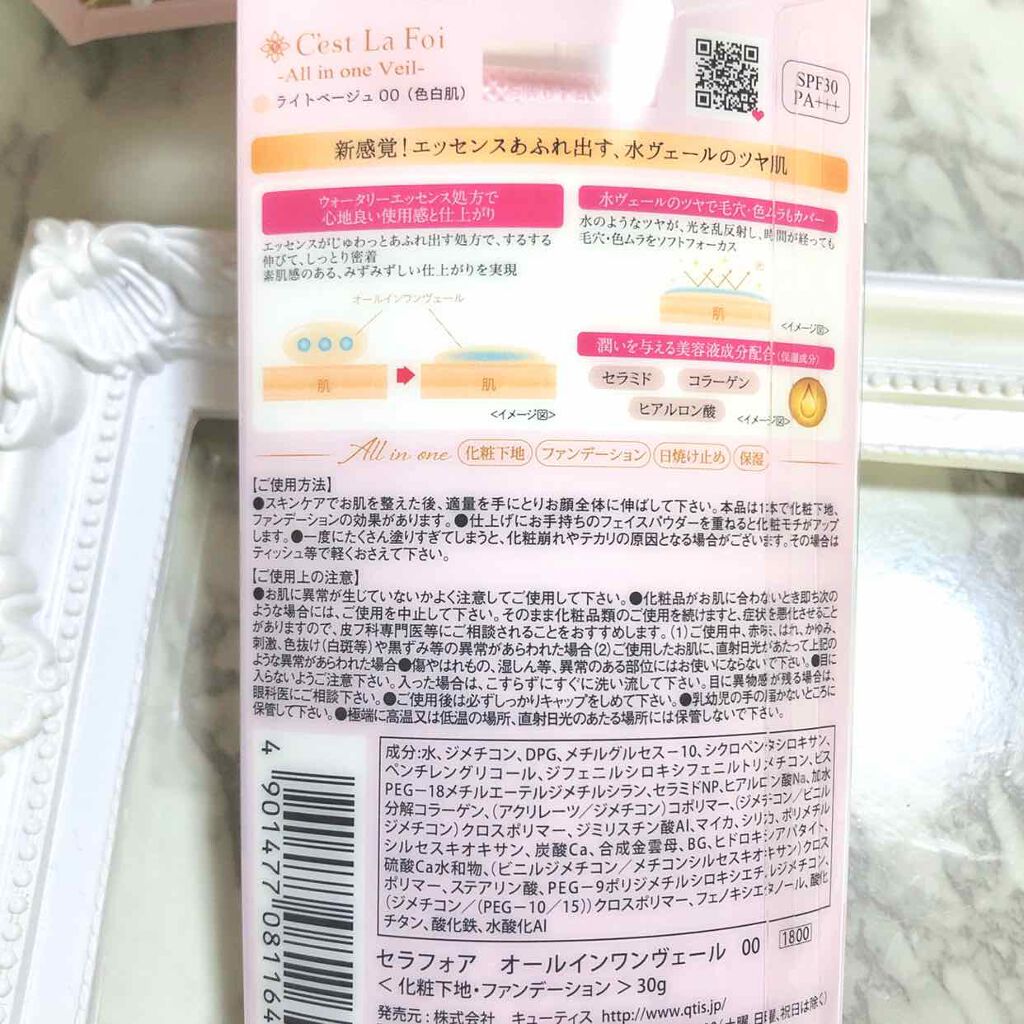 C'est La Foi
-All in one Veil-
ライトベージュ 00（色白肌）
SPF30
PA+++
新感覚！エッセンスあふれ出す、水ヴェールのツヤ肌
ウォータリーエッセンス処方で
心地良い使用感と仕上がり
エッセンスがじゅわっとあふれ出す処方で、するする
伸びて、しっとり密着
素肌感のある、みずみずしい仕上がりを実現
オールインワンヴェール
肌
肌
<イメージ図>
水ヴェールのツヤで毛穴・色ムラもカバー
水のようなツヤが、光を乱反射し、時間が経っても
毛穴・色ムラをソフトフォーカス
光
肌
<イメージ図>
潤いを与える美容液成分配合（保湿成分）
セラミド コラーゲン
ヒアルロン酸
<イメージ図>
All in one 化粧下地 ファンデーション 日焼け止め 保湿
【ご使用方法】
●スキンケアでお肌を整えた後、適量を手にとりお顔全体に伸ばして下さい。本品は1本で化粧下地、
ファンデーションの効果があります。●仕上げにお手持ちのフェイスパウダーを重ねると化粧モチがアップ
します。●一度にたくさん塗りすぎてしまうと、化粧崩れやテカリの原因となる場合がございます。その場合は
ティッシュ等で軽くおさえて下さい。
【ご使用上の注意】
●お肌に異常が生じていないかよく注意してご使用して下さい。●化粧品がお肌に合わないとき即ち次の
ような場合には、ご使用を中止して下さい。そのまま化粧品類のご使用を続けますと、症状を悪化させることが
ありますので、皮フ科専門医等にご相談されることをおすすめします。（1）ご使用中、赤味、はれ、かゆみ、
刺激、色抜け（白斑等）や黒ずみ等の異常があらわれた場合（2）ご使用したお肌に、直射日光があたって上記の
ような異常があらわれた場合●傷やはれもの、湿しん等、異常のある部位にはお使いにならないで下さい。●目に
入らないようご注意下さい。入った場合は、こすらずにすぐに洗い流して下さい。目に異物感が残る場合は、
眼科医にご相談下さい。●ご使用後は必ずしっかりキャップをしめて下さい。●乳幼児の手の届かないところに
保管して下さい。●極端に高温又は低温の場所、直射日光のあたる場所には保管しないで下さい。
成分:水、ジメチコン、DPG、メチルグルセス－10、シクロペンタシロキサン、
ペンチレングリコール、ジフェニルシロキシフェニルトリメチコン、ビス
PEG－18メチルエーテルジメチルシラン、セラミドNP、ヒアルロン酸Na、加水
分解コラーゲン、（アクリレーツ／ジメチコン）コポリマー、（ジメチコン／ビニル
ジメチコン）クロスポリマー、ジミリスチン酸Al、マイカ、シリカ、ポリメチル
シルセスキオキサン、炭酸Ca、合成金雲母、BG、ヒドロキシアパタイト、
硫酸Ca水和物、（ビニルジメチコン／メチコンシルセスキオキサン）クロス
ポリマー、ステアリン酸、PEG－9ポリジメチルシロキシエチルジメチコン、
（ジメチコン／（PEG－10／15））クロスポリマー、フェノキシエタノール、酸化
チタン、酸化鉄、水酸化Al
4 901477 081164
セラフォア オールインワンヴェール 00 1800
＜化粧下地・ファンデーション＞30g
発売元：株式会社 キューティス http://www.qtis.jp/
土曜、日曜、祝日は除く）